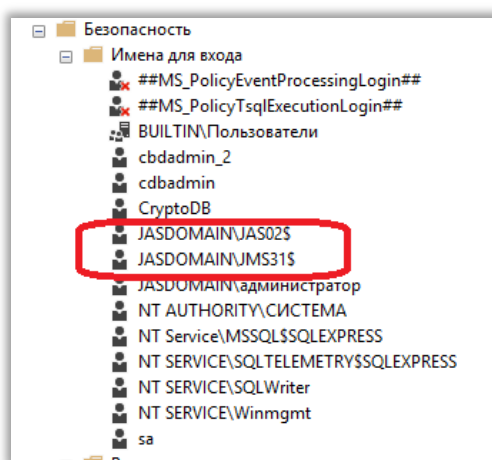 Безопасность
Имена для входа
##MS_PolicyEventProcessingLogin##
##MS_PolicyTsqlExecutionLogin##
BUILTIN\Пользователи
cbdadmin_2
cdbadmin
CryptoDB
JASDOMAIN\JAS02$
JASDOMAIN\JMS31$
JASDOMAIN\администратор
NT AUTHORITY\СИСТЕМА
NT Service\MSSQL$SQLEXPRESS
NT SERVICE\SQLTELEMETRY$SQLEXPRESS
NT SERVICE\SQLWriter
NT SERVICE\Winmgmt
sa